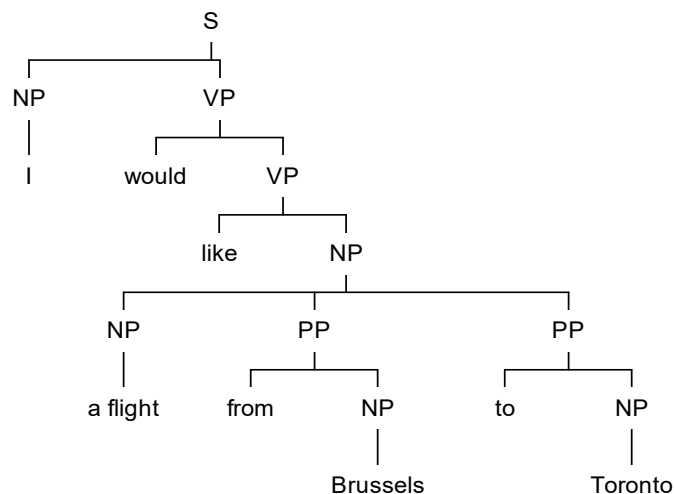 S
NP VP
I would VP
like NP
NP PP PP
a flight from NP to NP
Brussels Toronto